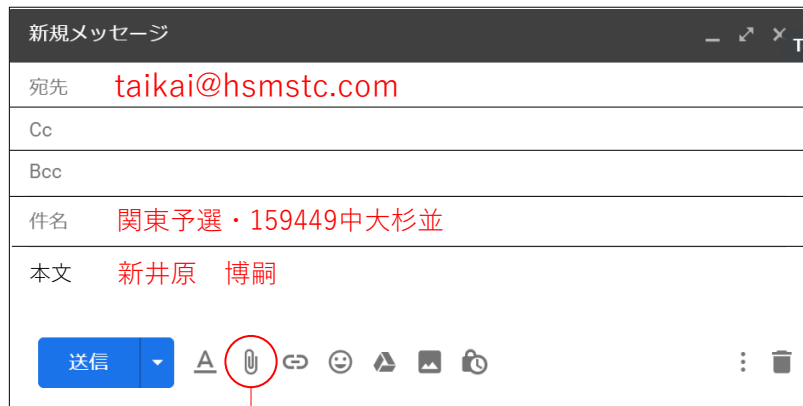 新規メッセージ
宛先 taikai@hsmstc.com
Cc
Bcc
件名 関東予選・159449中大杉並
本文 新井原　博嗣
送信